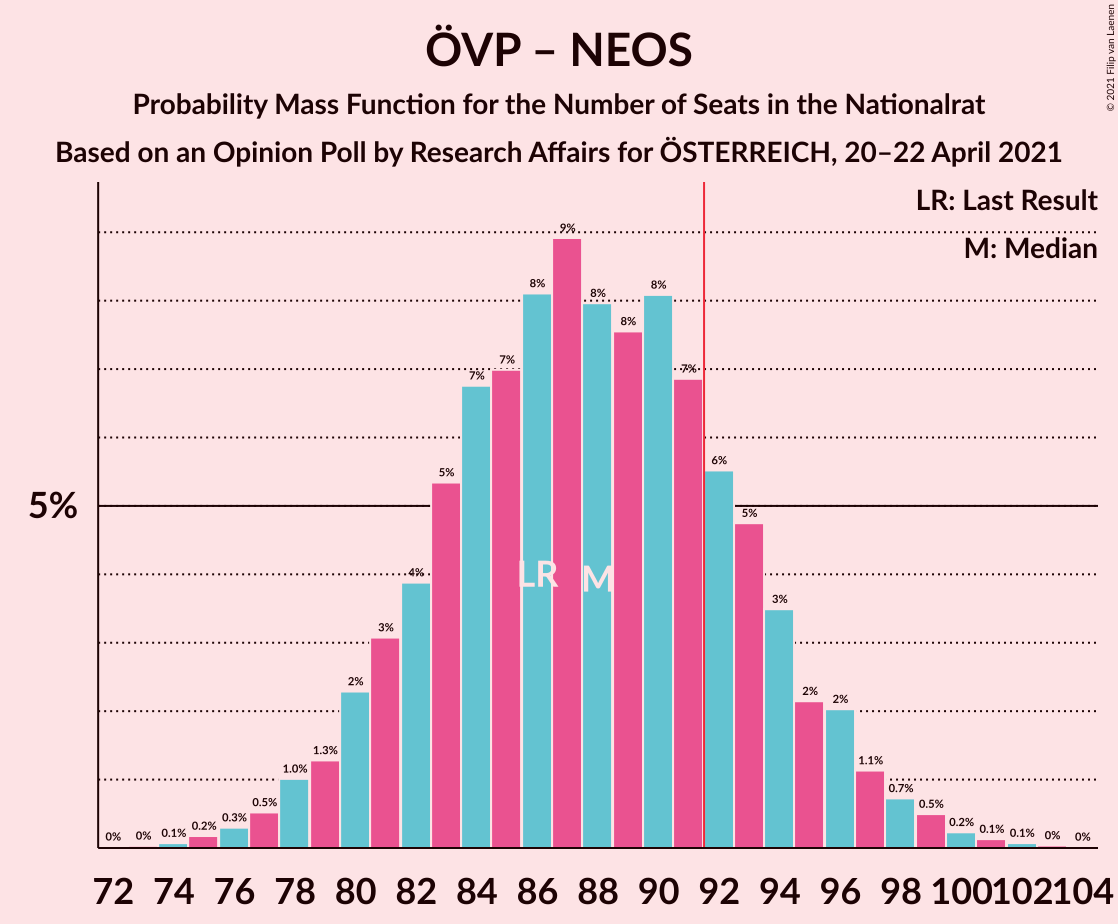 ÖVP – NEOS
Probability Mass Function for the Number of Seats in the Nationalrat
Based on an Opinion Poll by Research Affairs for ÖSTERREICH, 20–22 April 2021
© 2021 Filip van Laenen
LR: Last Result
M: Median
5%
0% 0% 0.1% 0.2% 0.3% 0.5% 1.0% 1.3% 2% 3% 4% 5% 7% 7% 8% 9% 8% 8% 8% 7% 6% 5% 3% 2% 2% 1.1% 0.7% 0.5% 0.2% 0.1% 0.1% 0% 0%
LR M
72 74 76 78 80 82 84 86 88 90 92 94 96 98 100 102 104